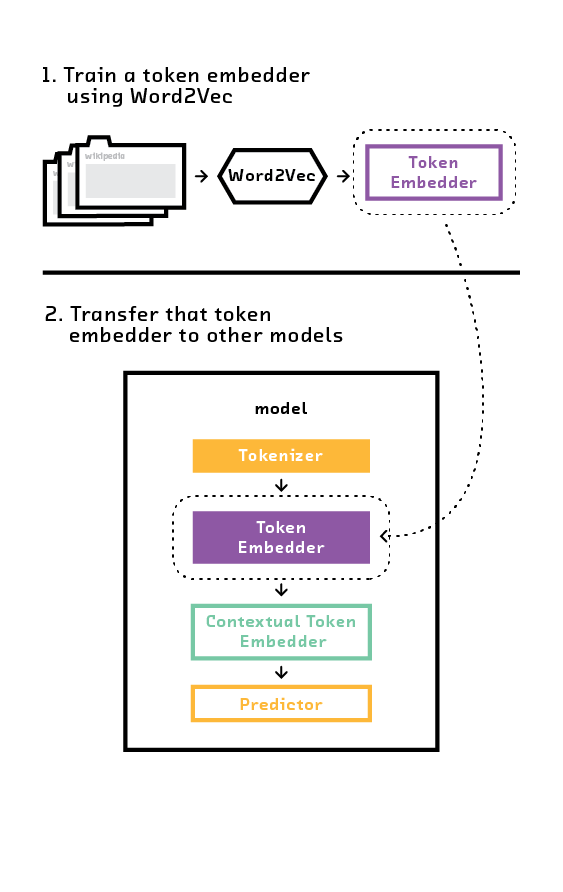 1. Train a token embedder
using Word2Vec
wikipedia
Word2Vec
Token
Embedder
2. Transfer that token
embedder to other models
model
Tokenizer
Token
Embedder
Contextual Token
Embedder
Predictor